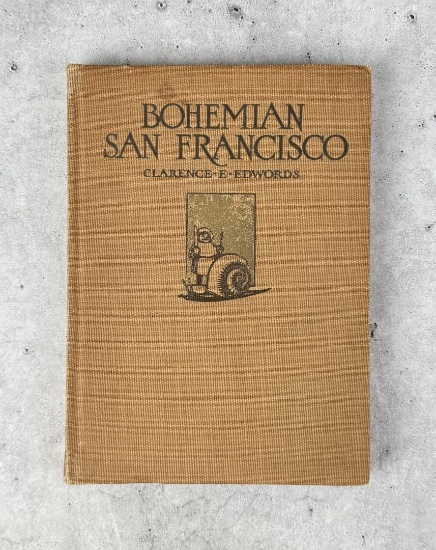 BOHEMIAN
SAN FRANCISCO
CLARENCE·E·EDWORDS